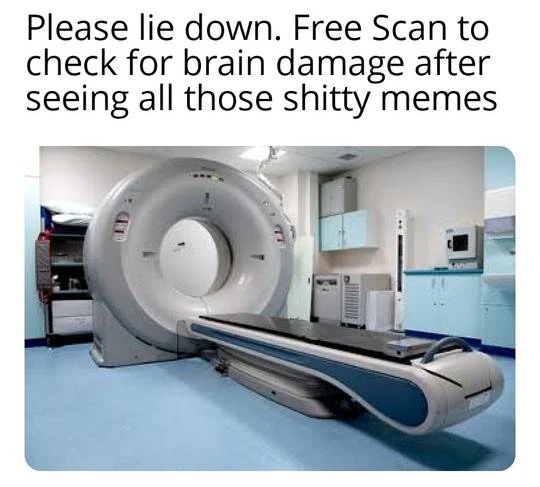 Please lie down. Free Scan to
check for brain damage after
seeing all those shitty memes